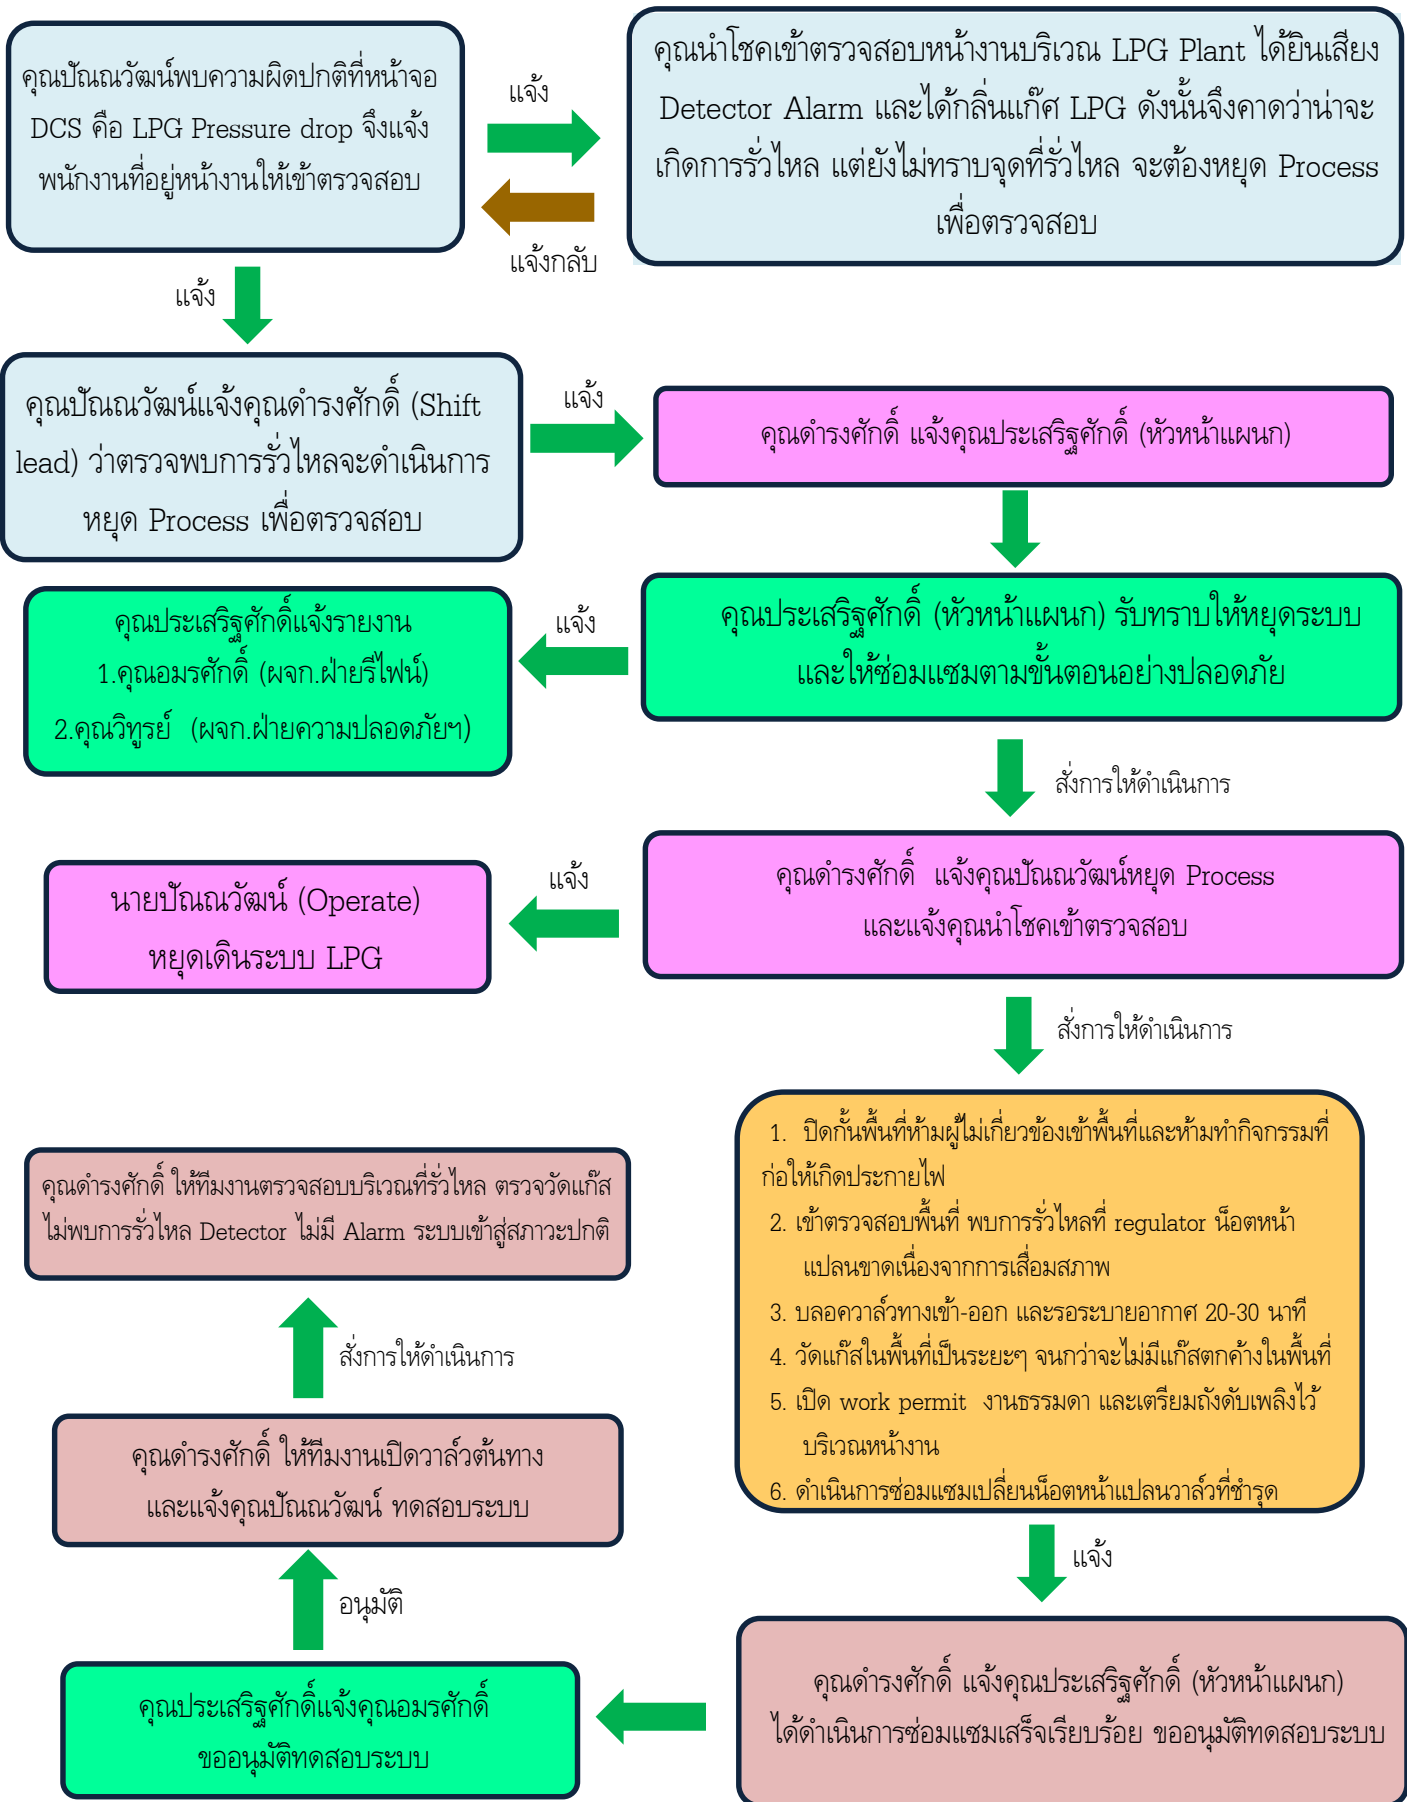 คุณปัณณวัฒน์พบความผิดปกติที่หน้าจอ
DCS คือ LPG Pressure drop จึงแจ้ง
พนักงานที่อยู่หน้างานให้เข้าตรวจสอบ
แจ้ง
แจ้งกลับ
คุณนำโชคเข้าตรวจสอบหน้างานบริเวณ LPG Plant ได้ยินเสียง
Detector Alarm และได้กลิ่นแก๊ศ LPG ดังนั้นจึงคาดว่าน่าจะ
เกิดการรั่วไหล แต่ยังไม่ทราบจุดที่รั่วไหล จะต้องหยุด Process
เพื่อตรวจสอบ
แจ้ง
คุณปัณณวัฒน์แจ้งคุณดำรงศักดิ์ (Shift
lead) ว่าตรวจพบการรั่วไหลจะดำเนินการ
หยุด Process เพื่อตรวจสอบ
แจ้ง
คุณดำรงศักดิ์ แจ้งคุณประเสริฐศักดิ์ (หัวหน้าแผนก)
คุณประเสริฐศักดิ์ (หัวหน้าแผนก) รับทราบให้หยุดระบบ
และให้ซ่อมแซมตามขั้นตอนอย่างปลอดภัย
แจ้ง
คุณประเสริฐศักดิ์แจ้งรายงาน
1.คุณอมรศักดิ์ (ผจก.ฝ่ายรีไฟน์)
2.คุณวิทูรย์ (ผจก.ฝ่ายความปลอดภัยฯ)
สั่งการให้ดำเนินการ
คุณดำรงศักดิ์ แจ้งคุณปัณณวัฒน์หยุด Process
และแจ้งคุณนำโชคเข้าตรวจสอบ
แจ้ง
นายปัณณวัฒน์ (Operate)
หยุดเดินระบบ LPG
สั่งการให้ดำเนินการ
1. ปิดกั้นพื้นที่ห้ามผู้ไม่เกี่ยวข้องเข้าพื้นที่และห้ามทำกิจกรรมที่
ก่อให้เกิดประกายไฟ
2. เข้าตรวจสอบพื้นที่ พบการรั่วไหลที่ regulator น็อตหน้า
แปลนขาดเนื่องจากการเสื่อมสภาพ
3. บลอควาล์วทางเข้า-ออก และรอระบายอากาศ 20-30 นาที
4. วัดแก๊สในพื้นที่เป็นระยะๆ จนกว่าจะไม่มีแก๊สตกค้างในพื้นที่
5. เปิด work permit งานธรรมดา และเตรียมถังดับเพลิงไว้
บริเวณหน้างาน
6. ดำเนินการซ่อมแซมเปลี่ยนน็อตหน้าแปลนวาล์วที่ชำรุด
แจ้ง
คุณดำรงศักดิ์ แจ้งคุณประเสริฐศักดิ์ (หัวหน้าแผนก)
ได้ดำเนินการซ่อมแซมเสร็จเรียบร้อย ขออนุมัติทดสอบระบบ
คุณประเสริฐศักดิ์แจ้งคุณอมรศักดิ์
ขออนุมัติทดสอบระบบ
อนุมัติ
คุณดำรงศักดิ์ ให้ทีมงานเปิดวาล์วต้นทาง
และแจ้งคุณปัณณวัฒน์ ทดสอบระบบ
สั่งการให้ดำเนินการ
คุณดำรงศักดิ์ ให้ทีมงานตรวจสอบบริเวณที่รั่วไหล ตรวจวัดแก๊ส
ไม่พบการรั่วไหล Detector ไม่มี Alarm ระบบเข้าสู่สภาวะปกติ